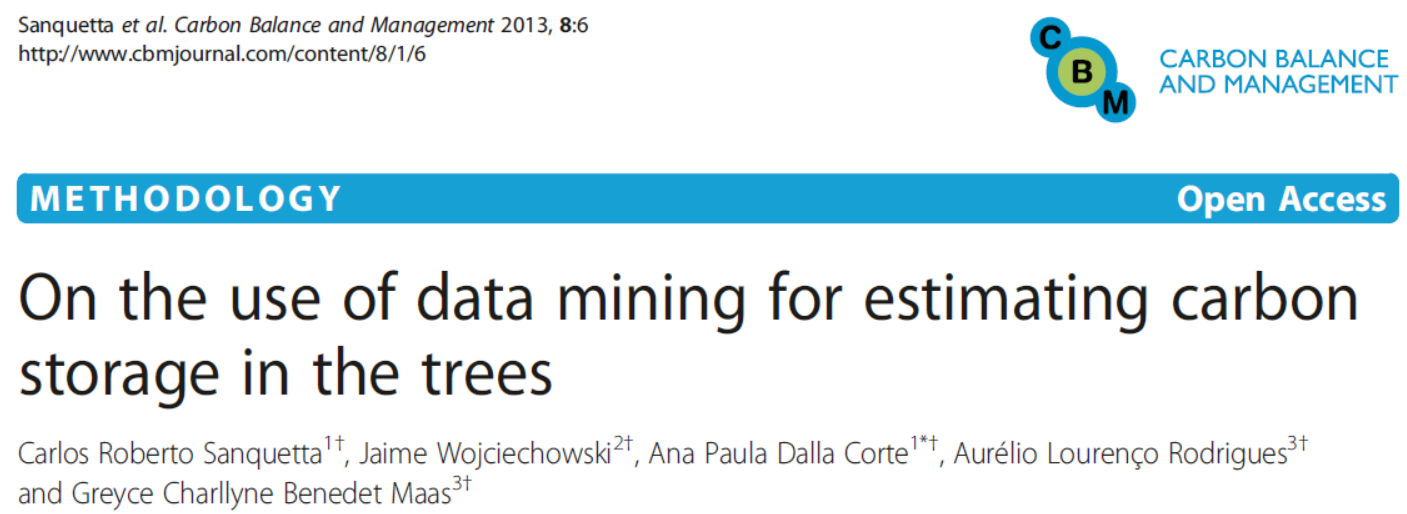 Sanquetta et al. Carbon Balance and Management 2013, 8:6
http://www.cbmjournal.com/content/8/1/6
C
B
M
CARBON BALANCE
AND MANAGEMENT
METHODOLOGY Open Access
On the use of data mining for estimating carbon
storage in the trees
Carlos Roberto Sanquetta1†, Jaime Wojciechowski2†, Ana Paula Dalla Corte1*†, Aurélio Lourenço Rodrigues3†
and Greyce Charllyne Benedet Maas3†